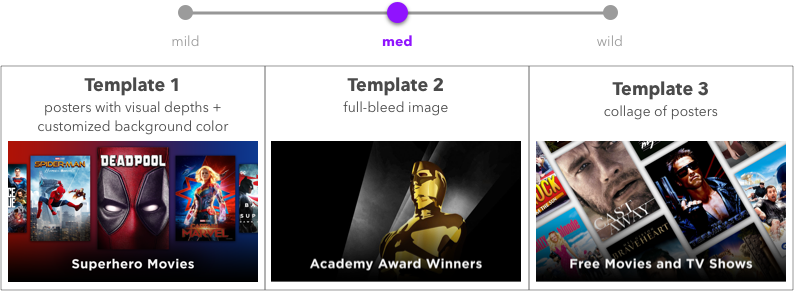 mild
med
wild
Template 1
posters with visual depths +
customized background color
Template 2
full-bleed image
Template 3
collage of posters
SPIDER-MAN
DEADPOOL
MARVEL
Superhero Movies
Academy Award Winners
CAST AWAY
BRAVEHEART
TERMINATOR
Free Movies and TV Shows